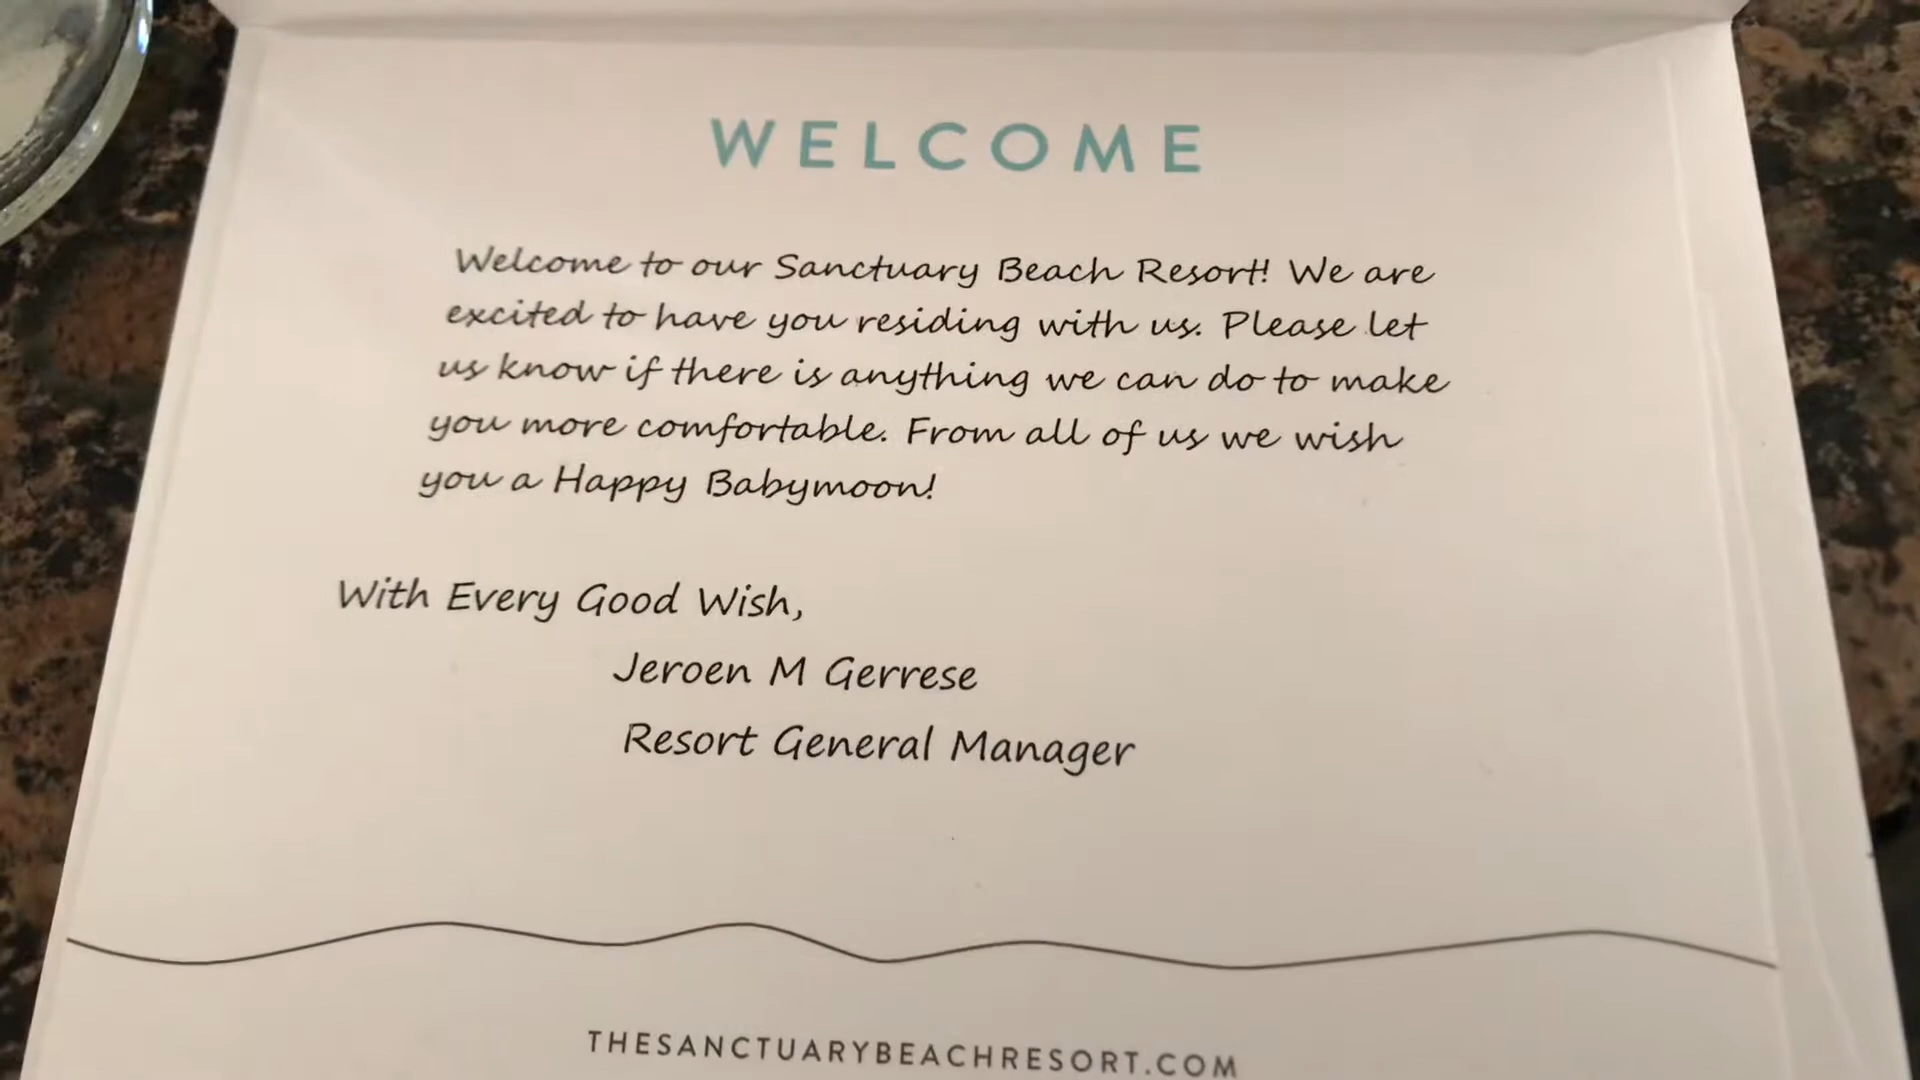 WELCOME
Welcome to our Sanctuary Beach Resort! We are
excited to have you residing with us. Please let
us know if there is anything we can do to make
you more comfortable. From all of us we wish
you a Happy Babymoon!
With Every Good Wish,
Jeroen M Gerrese
Resort General Manager
THESANCTUARYBEACHRESORT.COM